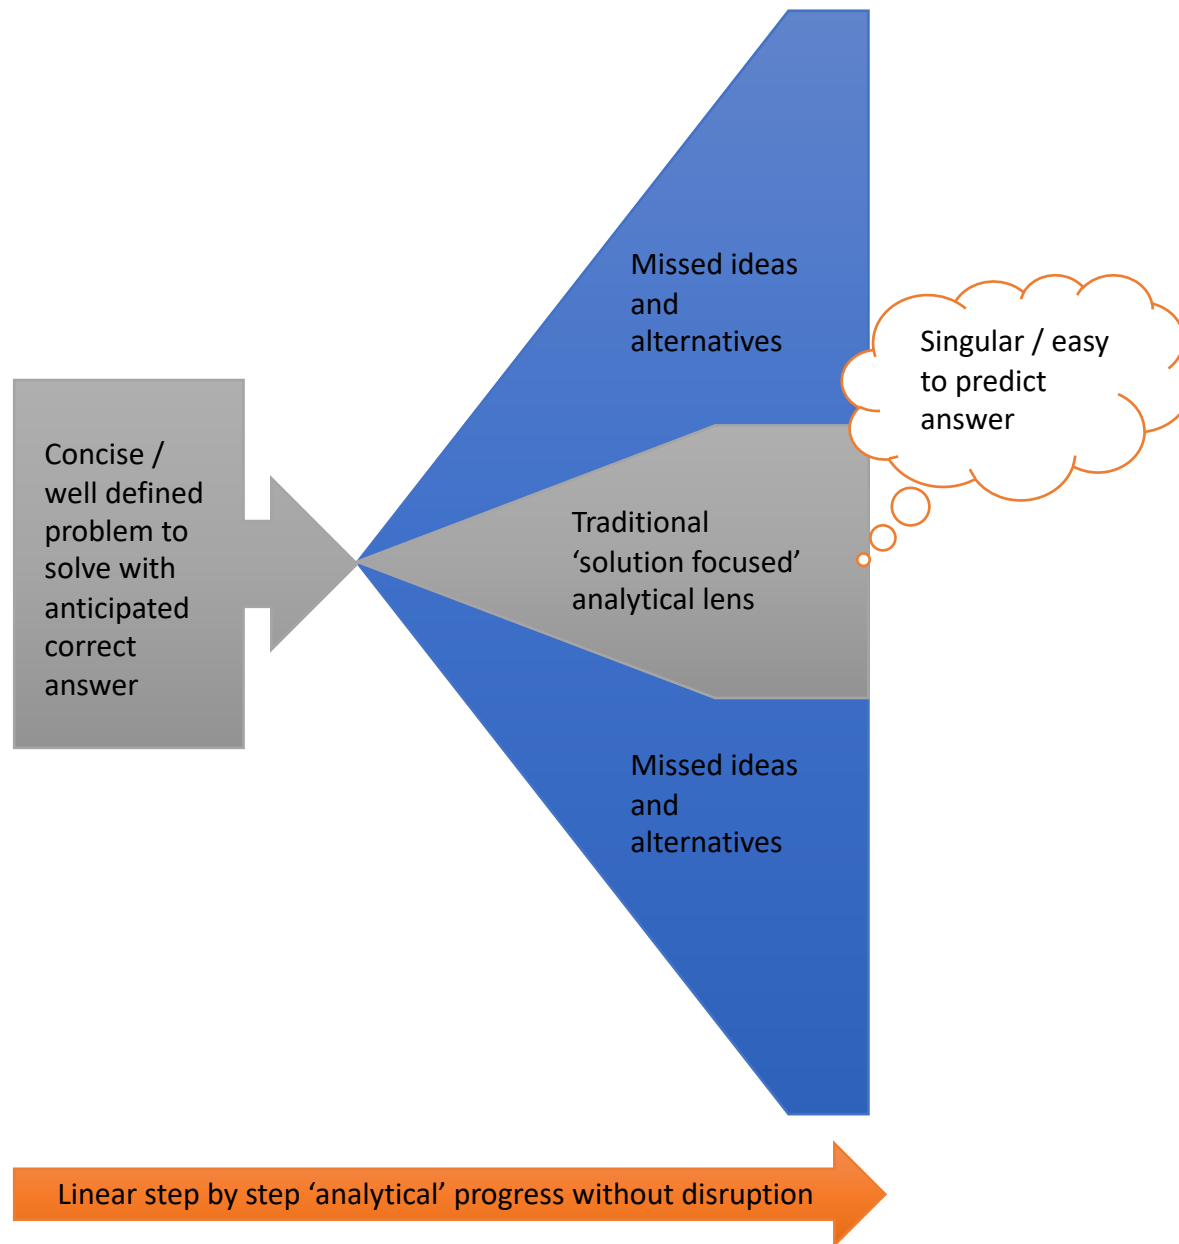 Missed ideas
and
alternatives
Singular / easy
to predict
answer
Concise /
well defined
problem to
solve with
anticipated
correct
answer
Traditional
‘solution focused’
analytical lens
Missed ideas
and
alternatives
Linear step by step ‘analytical’ progress without disruption